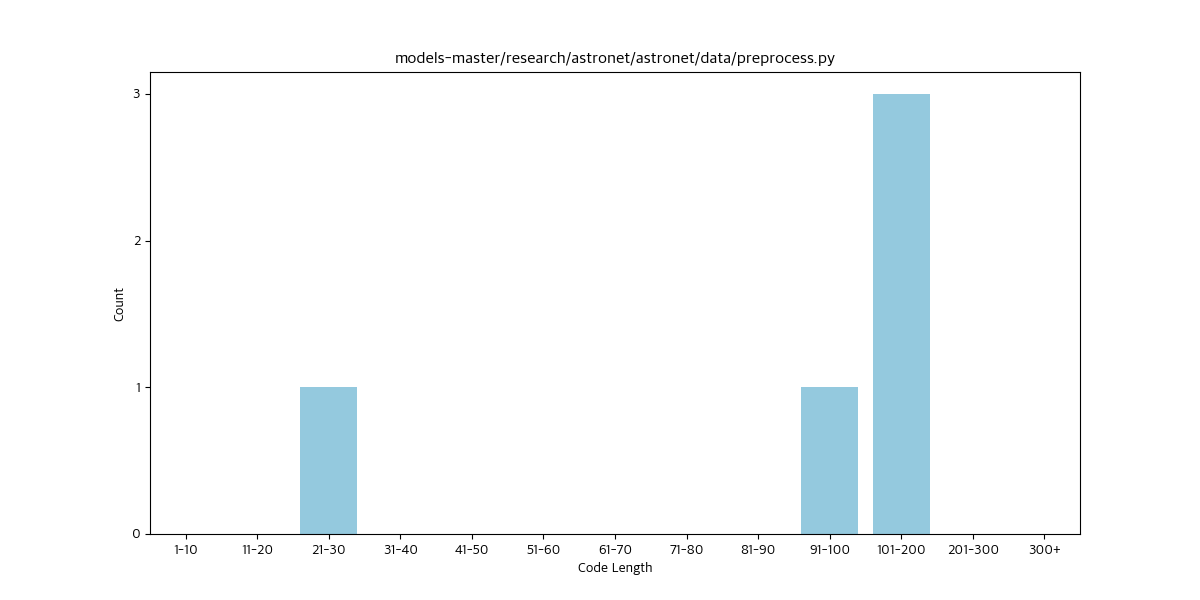 models-master/research/astronet/astronet/data/preprocess.py
Count
3
2
1
0
1-10 11-20 21-30 31-40 41-50 51-60 61-70 71-80 81-90 91-100 101-200 201-300 300+
Code Length